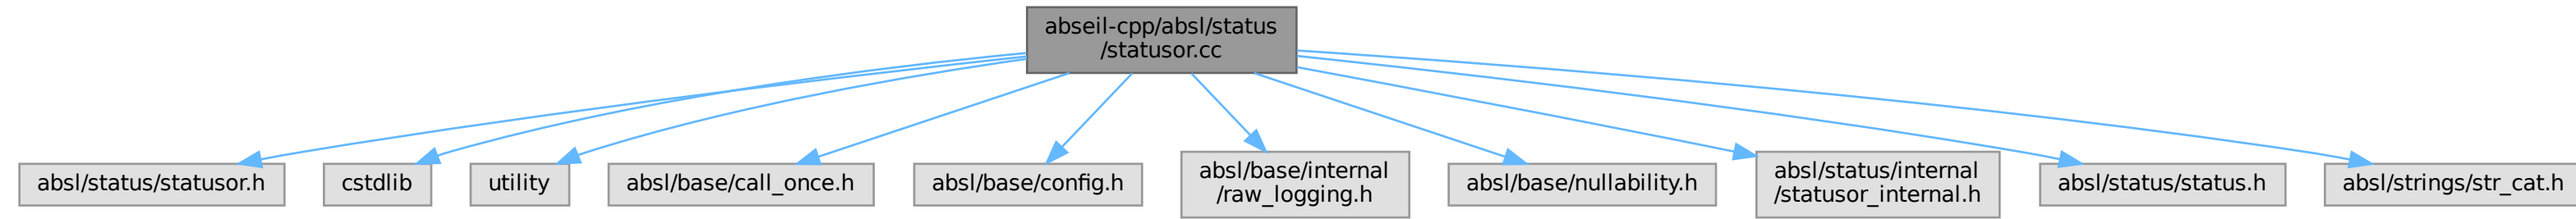 abseil-cpp/absl/status
/statusor.cc
absl/status/statusor.h
cstdlib
utility
absl/base/call_once.h
absl/base/config.h
absl/base/internal
/raw_logging.h
absl/base/nullability.h
absl/status/internal
/statusor_internal.h
absl/status/status.h
absl/strings/str_cat.h